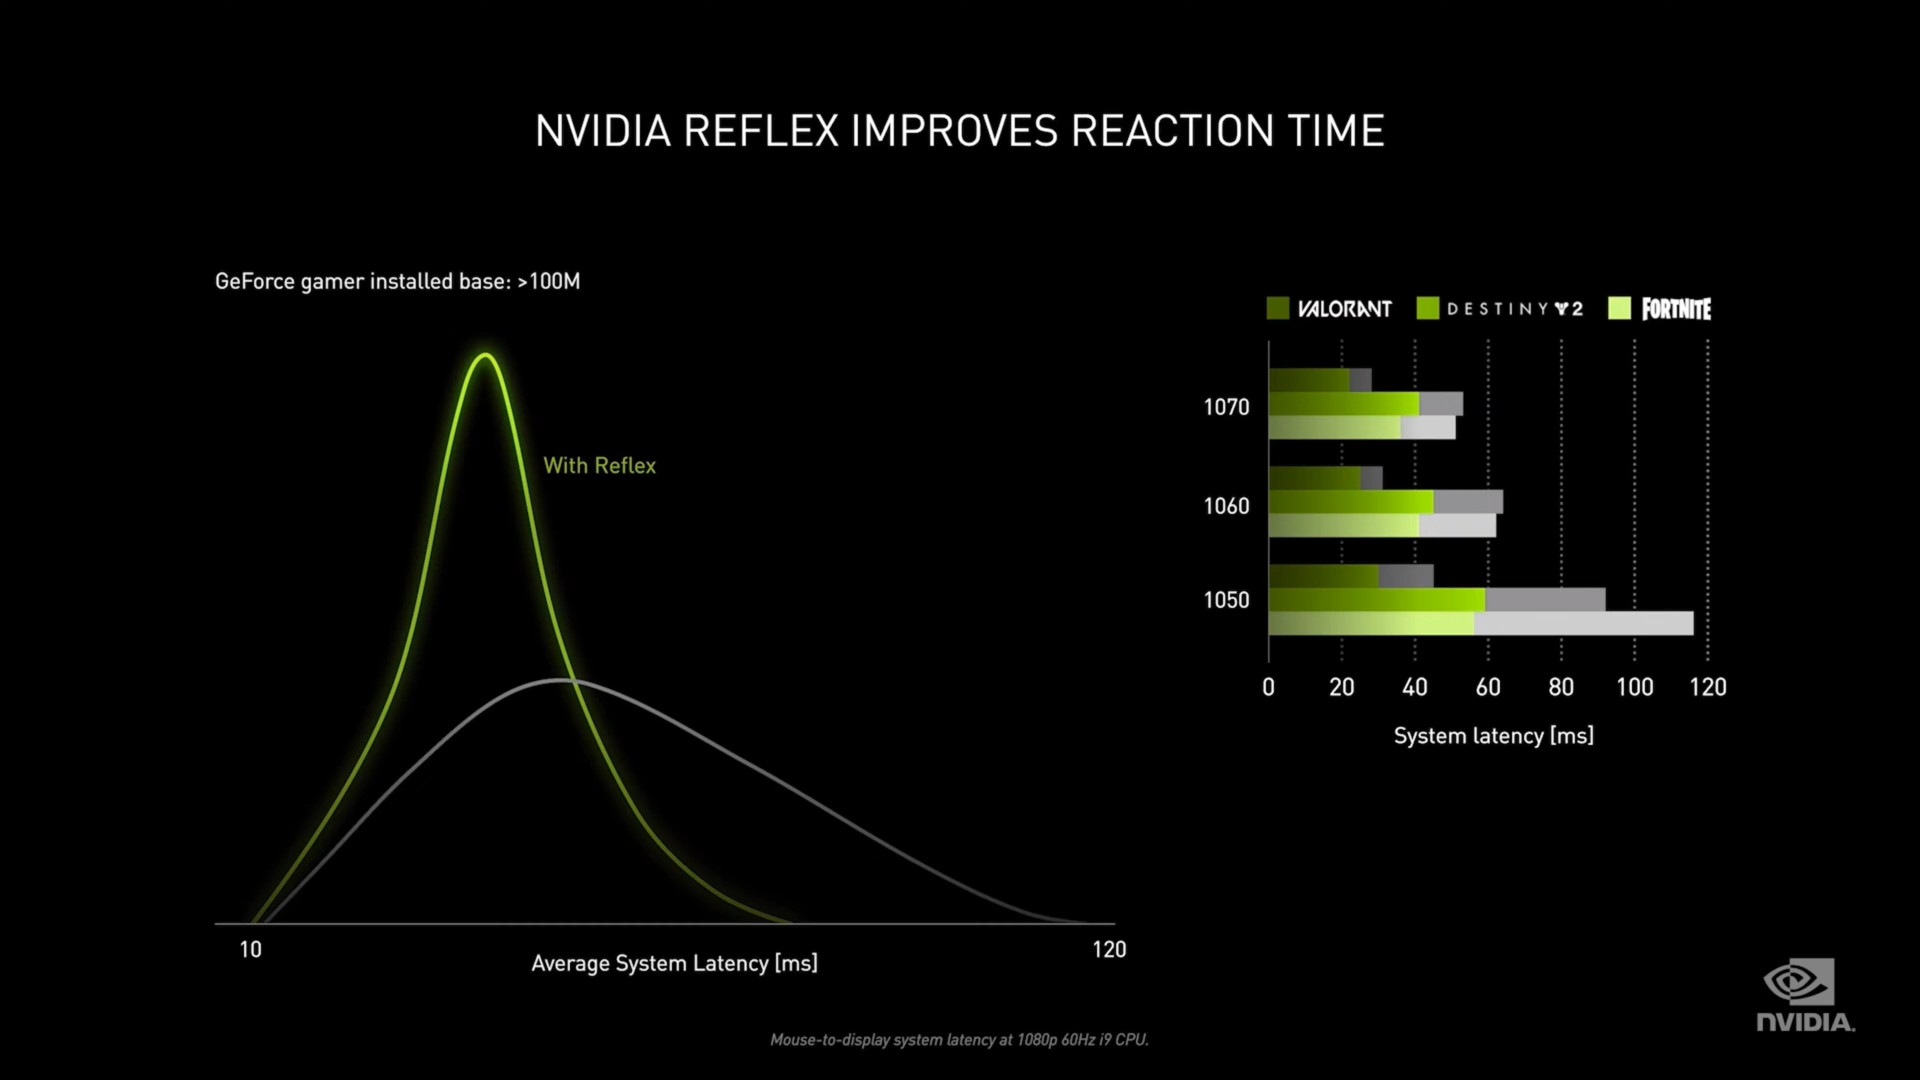 NVIDIA REFLEX IMPROVES REACTION TIME
GeForce gamer installed base: >100M
With Reflex
10
120
Average System Latency [ms]
VALORANT DESTINY 2 FORTNITE
1070
1060
1050
0 20 40 60 80 100 120
System latency [ms]
Mouse-to-display system latency at 1080p 60Hz i9 CPU.
NVIDIA.